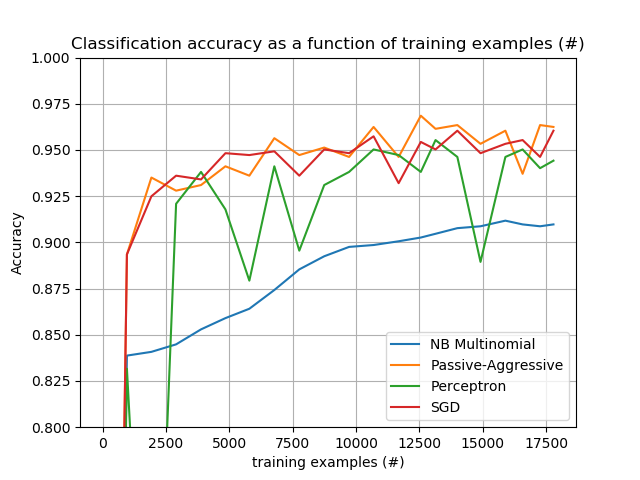 Classification accuracy as a function of training examples (#)
1.000
0.975
0.950
0.925
0.900
0.875
0.850
0.825
0.800
Accuracy
NB Multinomial
Passive-Aggressive
Perceptron
SGD
0 2500 5000 7500 10000 12500 15000 17500
training examples (#)